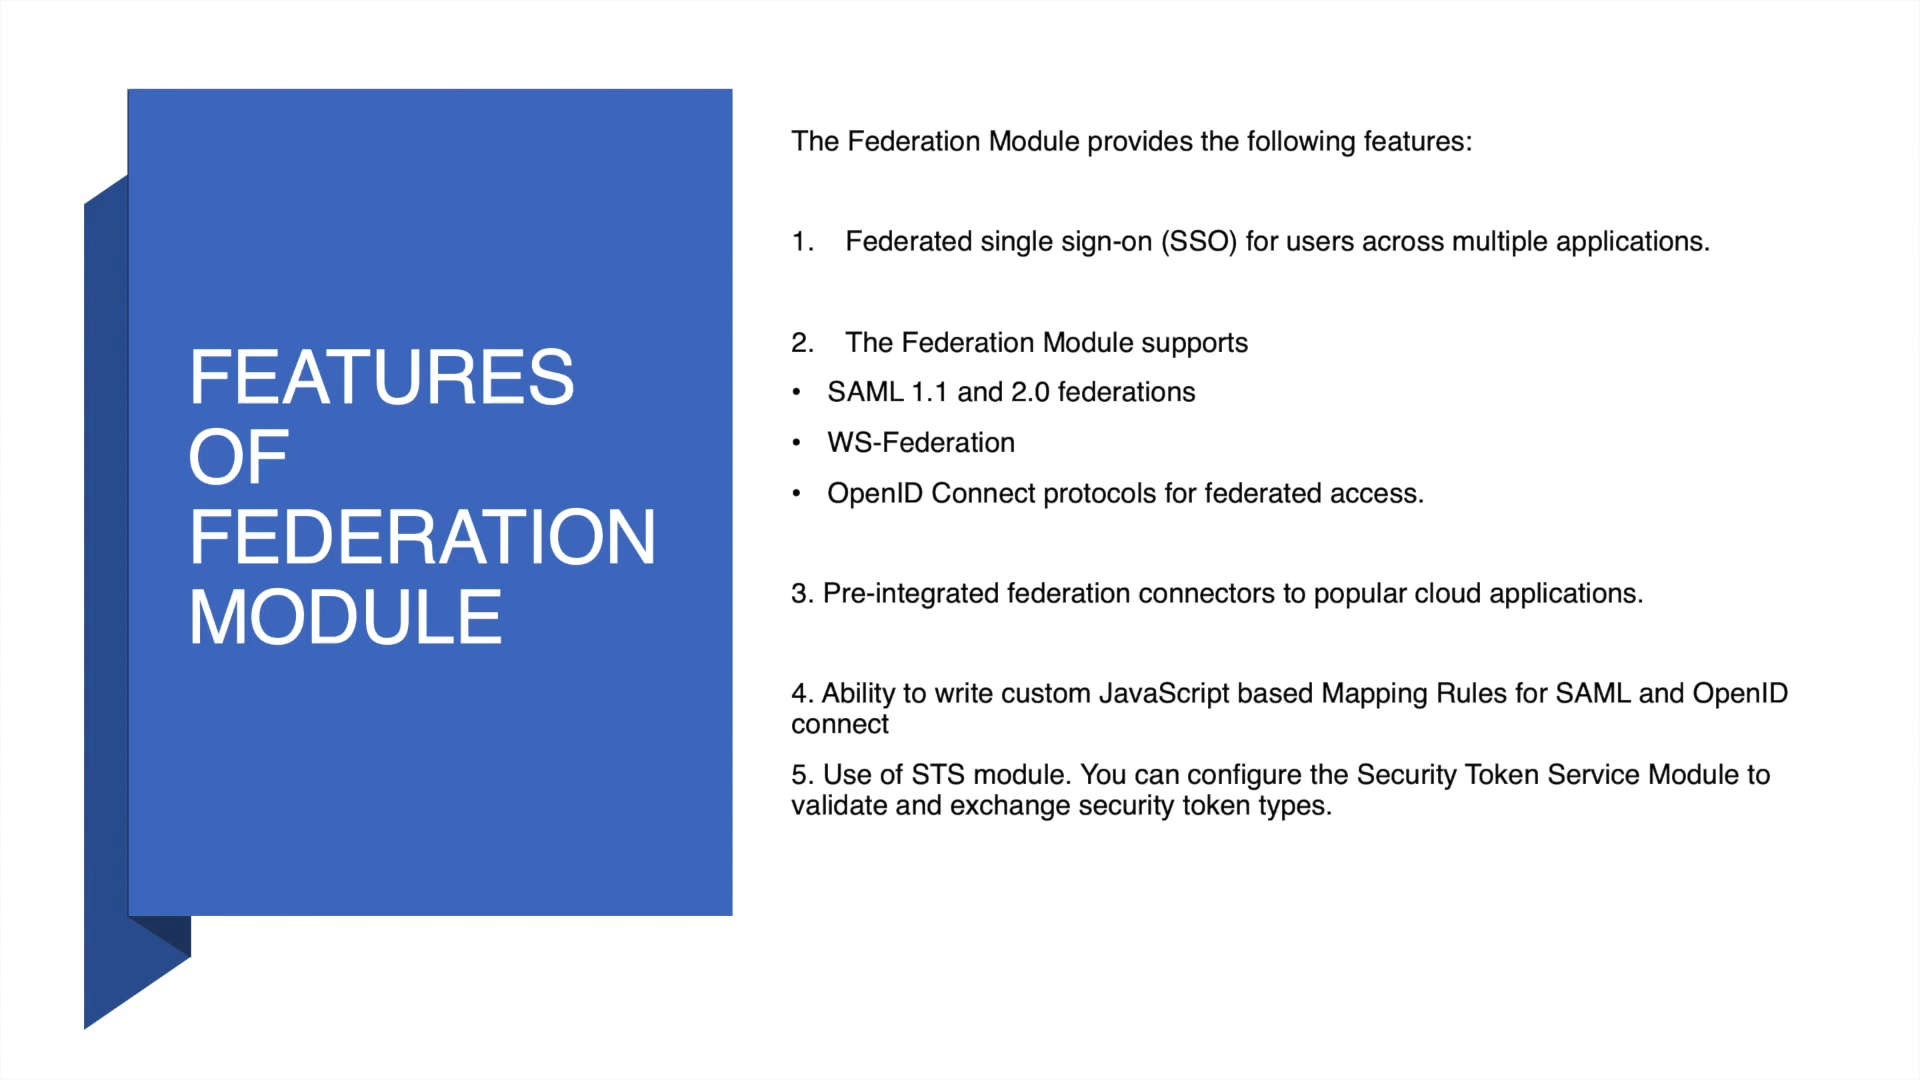 FEATURES
OF
FEDERATION
MODULE
The Federation Module provides the following features:
1. Federated single sign-on (SSO) for users across multiple applications.
2. The Federation Module supports
• SAML 1.1 and 2.0 federations
• WS-Federation
• OpenID Connect protocols for federated access.
3. Pre-integrated federation connectors to popular cloud applications.
4. Ability to write custom JavaScript based Mapping Rules for SAML and OpenID
connect
5. Use of STS module. You can configure the Security Token Service Module to
validate and exchange security token types.